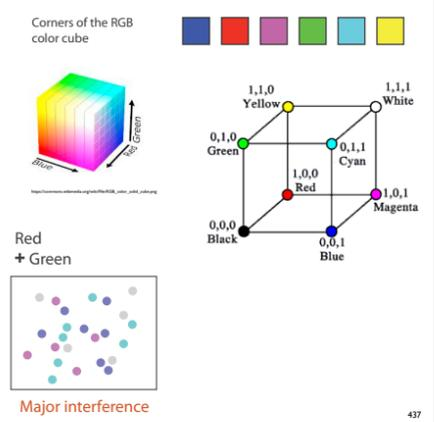 Corners of the RGB
color cube
Blue
Red
Green
1,1,0
Yellow
1,1,1
White
0,1,0
Green
0,1,1
Cyan
1,0,0
Red
1,0,1
Magenta
0,0,0
Black
0,0,1
Blue
Red
+ Green
Major interference
437